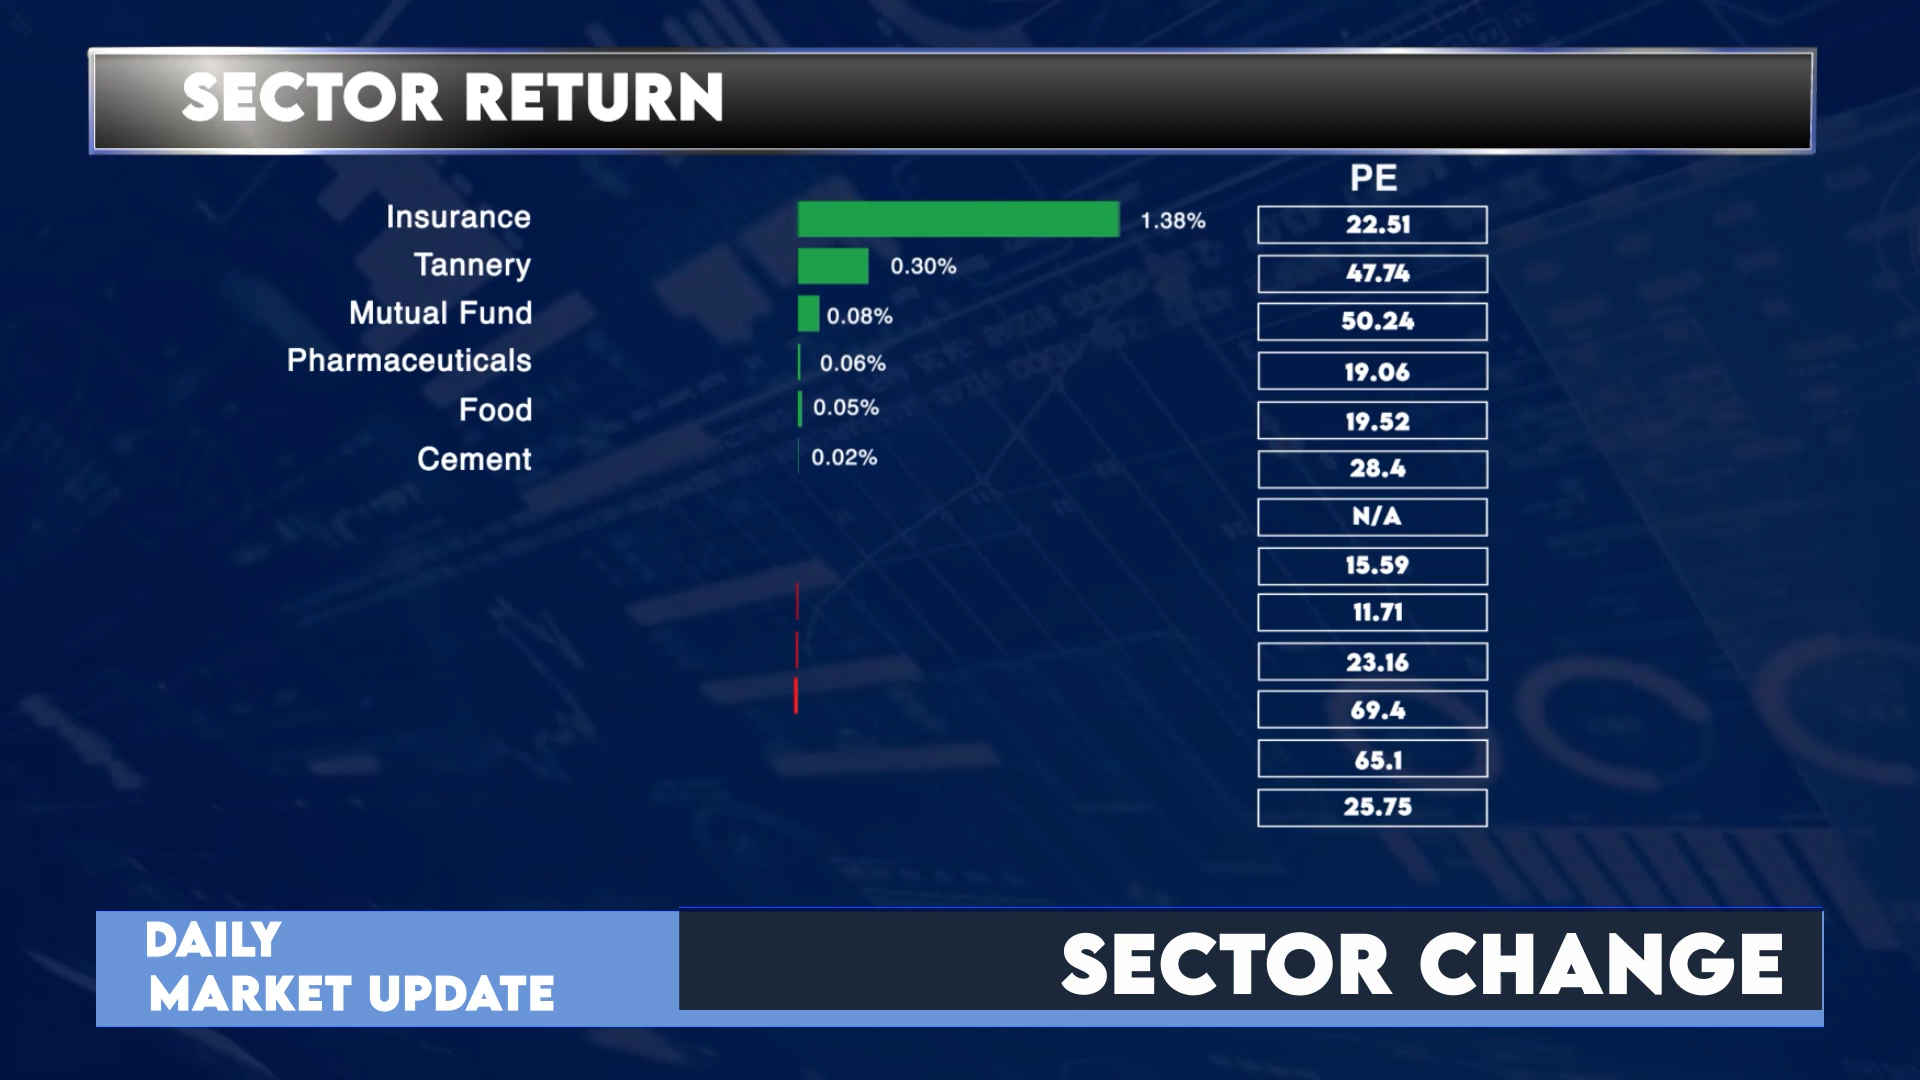 SECTOR RETURN
PE
Insurance 1.38% 22.51
Tannery 0.30% 47.74
Mutual Fund 0.08% 50.24
Pharmaceuticals 0.06% 19.06
Food 0.05% 19.52
Cement 0.02% 28.4
N/A
15.59
11.71
23.16
69.4
65.1
25.75
DAILY
MARKET UPDATE
SECTOR CHANGE